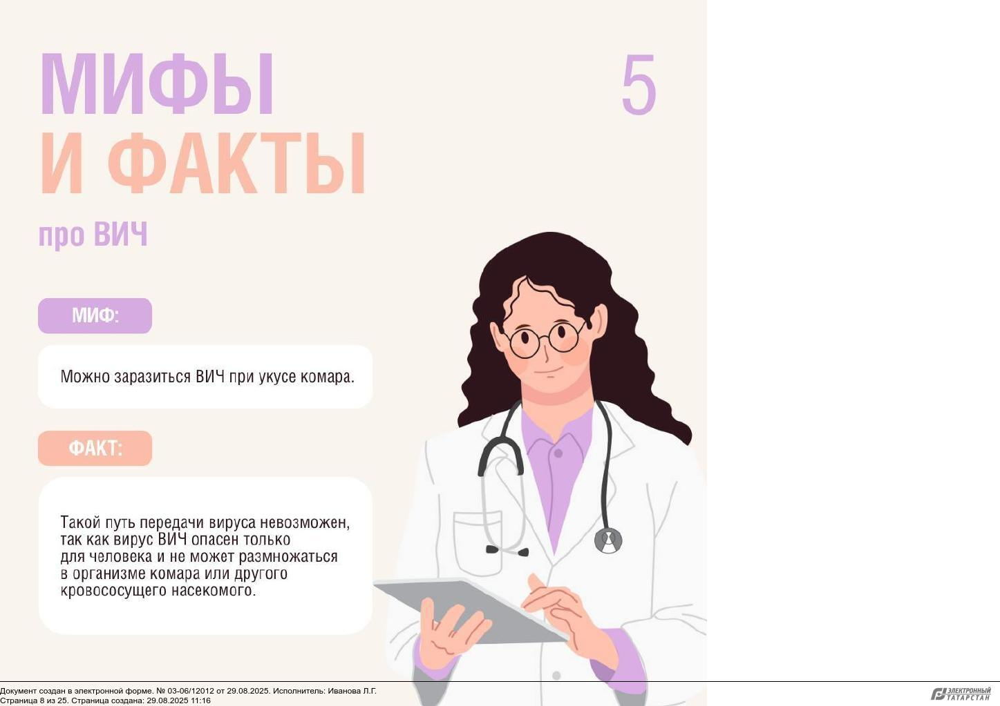 МИФЫ
5
И ФАКТЫ
про ВИЧ
МИФ:
Можно заразиться ВИЧ при укусе комара.
ФАКТ:
Такой путь передачи вируса невозможен,
так как вирус ВИЧ опасен только
для человека и не может размножаться
в организме комара или другого
кровососущего насекомого.
Документ создан в электронной форме. № 03-06/12012 от 29.08.2025. Исполнитель: Иванова Л.Г.
Страница 8 из 25. Страница создана: 29.08.2025 11:16
ЭЛЕКТРОННЫЙ
ТАТАРСТАН